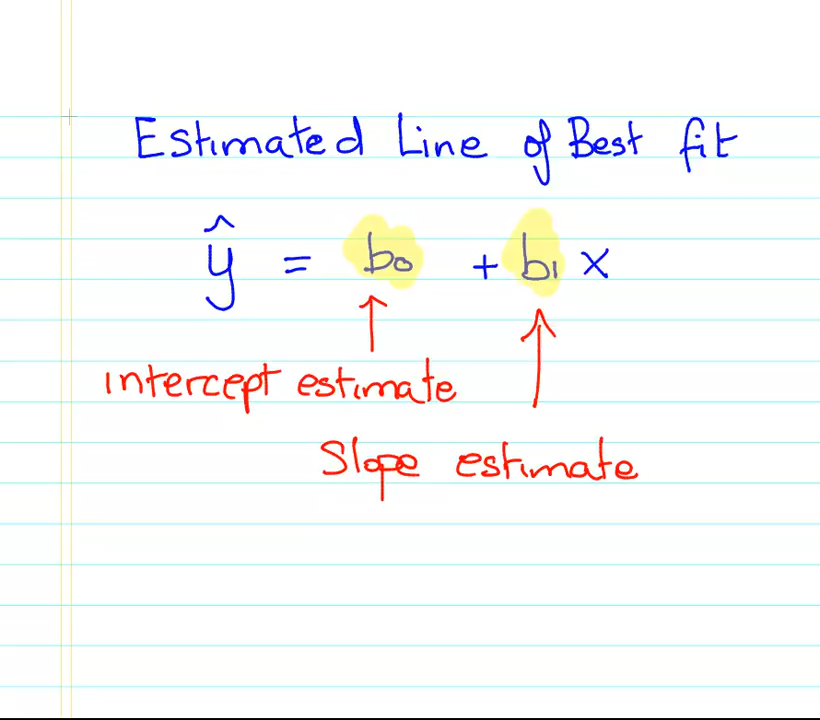 Estimated Line of Best fit
ŷ = b₀ + b₁ x
intercept estimate
Slope estimate